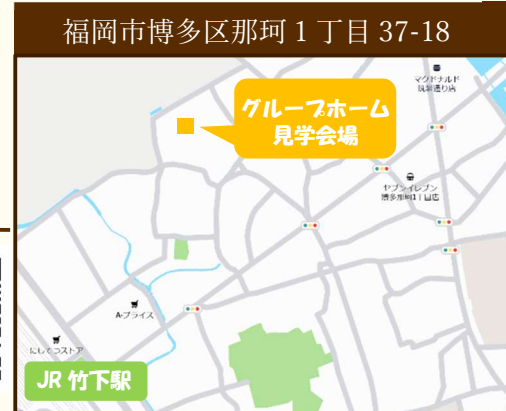 福岡市博多区那珂1丁目37-18
マクドナルド
筑紫通り店
グループホーム
見学会場
セブンイレブン
博多那珂1丁目店
A-プライス
にしてつストア
JR 竹下駅